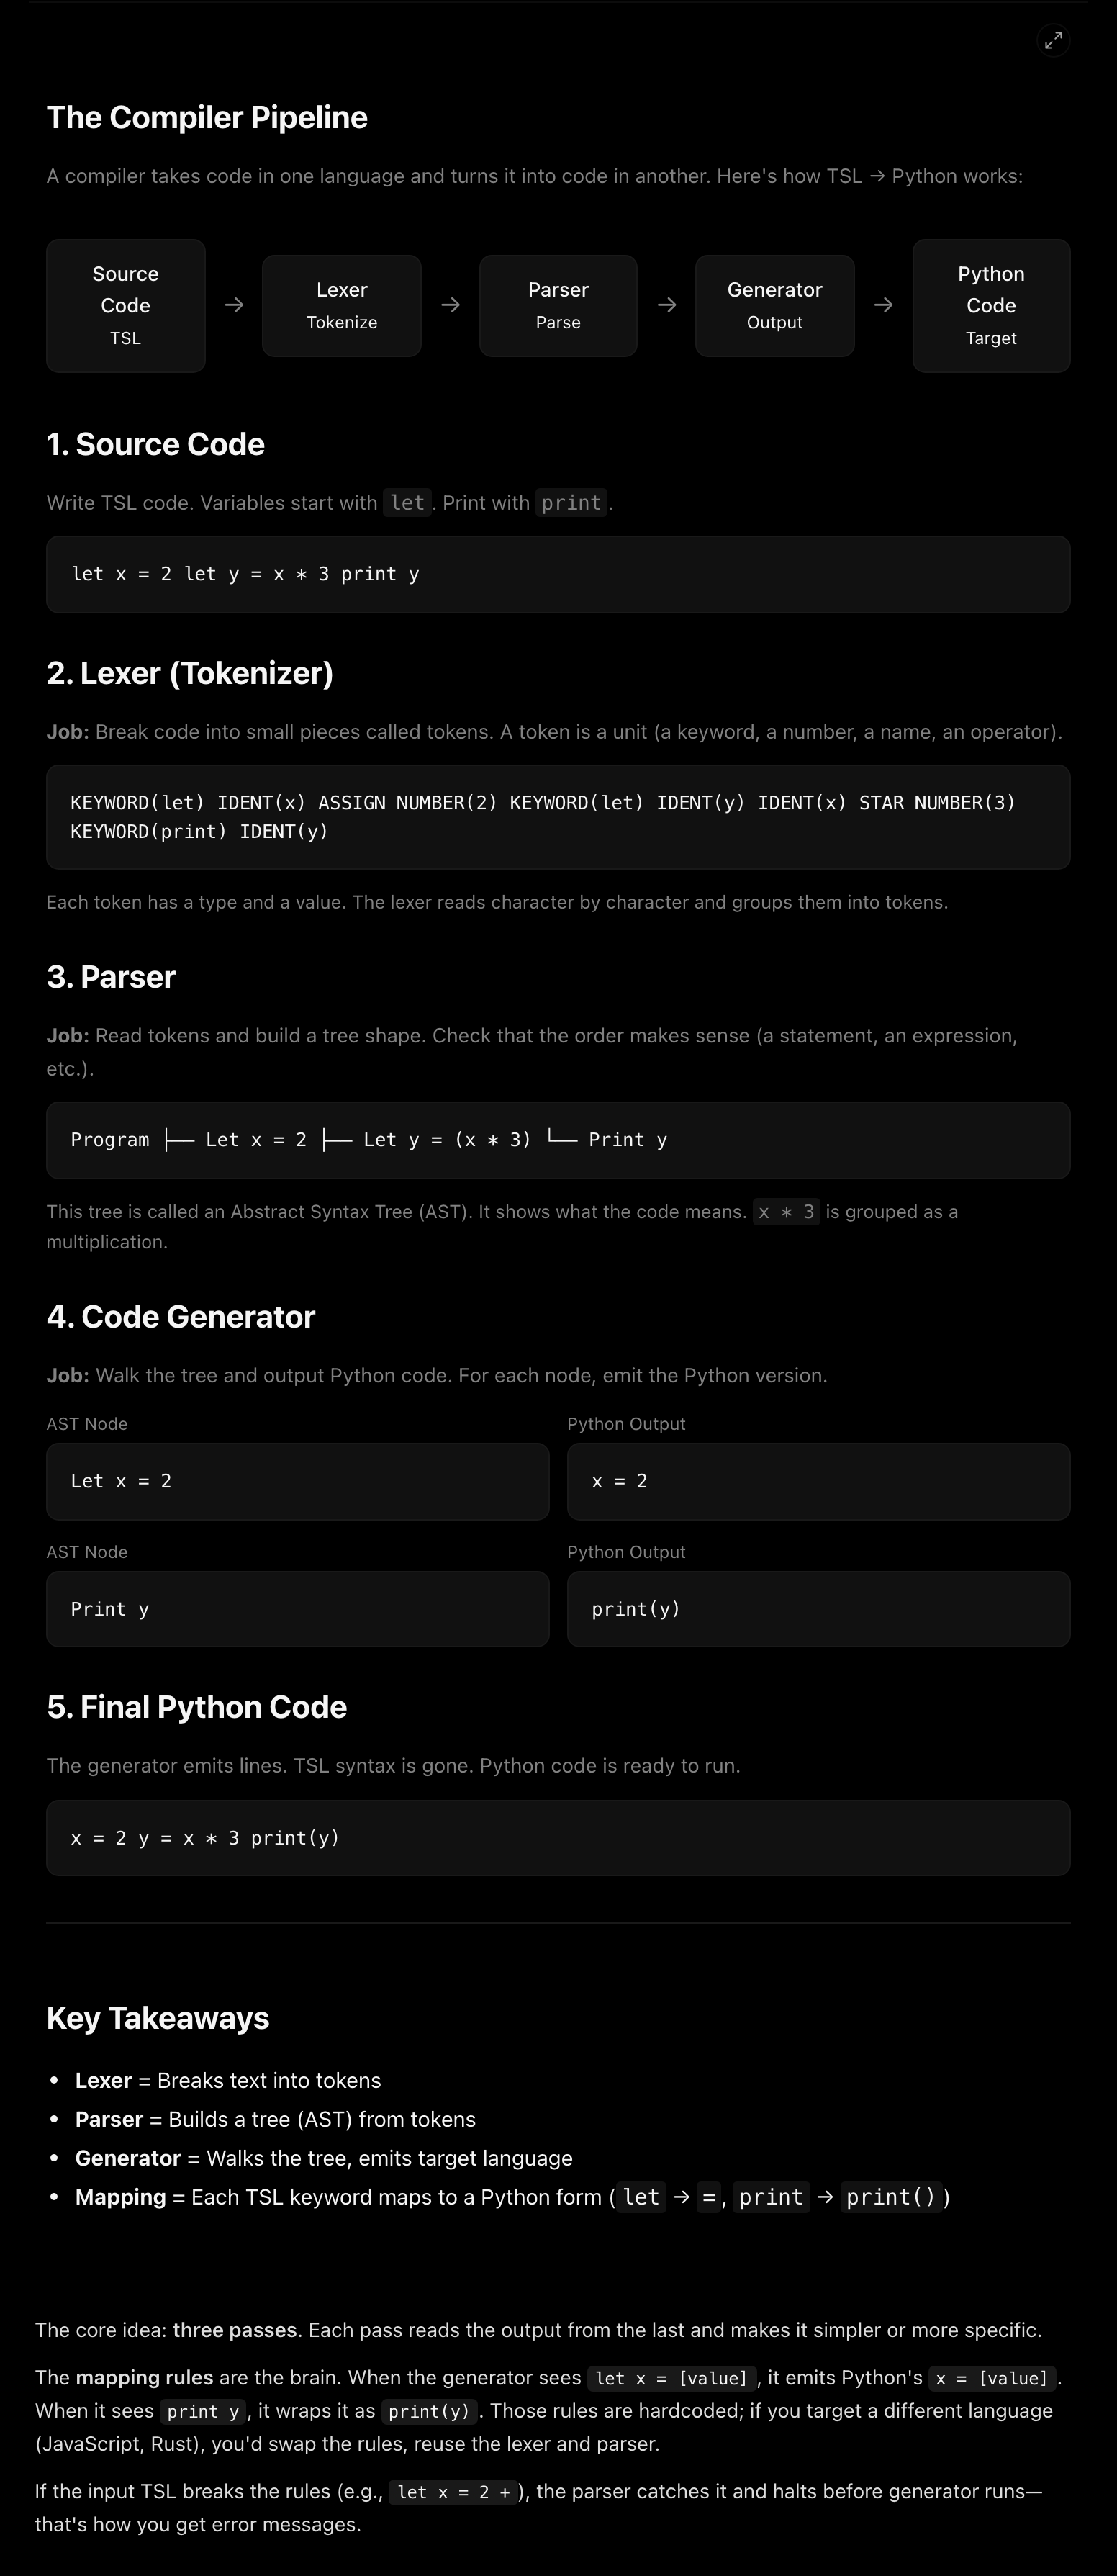 The Compiler Pipeline
A compiler takes code in one language and turns it into code in another. Here's how TSL → Python works:
Source
Code
TSL
→
Lexer
Tokenize
→
Parser
Parse
→
Generator
Output
→
Python
Code
Target
1. Source Code
Write TSL code. Variables start with let. Print with print.
let x = 2 let y = x * 3 print y
2. Lexer (Tokenizer)
Job: Break code into small pieces called tokens. A token is a unit (a keyword, a number, a name, an operator).
KEYWORD(let) IDENT(x) ASSIGN NUMBER(2) KEYWORD(let) IDENT(y) IDENT(x) STAR NUMBER(3)
KEYWORD(print) IDENT(y)
Each token has a type and a value. The lexer reads character by character and groups them into tokens.
3. Parser
Job: Read tokens and build a tree shape. Check that the order makes sense (a statement, an expression,
etc.).
Program ├── Let x = 2 ├── Let y = (x * 3) └── Print y
This tree is called an Abstract Syntax Tree (AST). It shows what the code means. x * 3 is grouped as a
multiplication.
4. Code Generator
Job: Walk the tree and output Python code. For each node, emit the Python version.
AST Node
Let x = 2
Python Output
x = 2
AST Node
Print y
Python Output
print(y)
5. Final Python Code
The generator emits lines. TSL syntax is gone. Python code is ready to run.
x = 2 y = x * 3 print(y)
Key Takeaways
• Lexer = Breaks text into tokens
• Parser = Builds a tree (AST) from tokens
• Generator = Walks the tree, emits target language
• Mapping = Each TSL keyword maps to a Python form (let → =, print → print())
The core idea: three passes. Each pass reads the output from the last and makes it simpler or more specific.
The mapping rules are the brain. When the generator sees let x = [value], it emits Python's x = [value].
When it sees print y, it wraps it as print(y). Those rules are hardcoded; if you target a different language
(JavaScript, Rust), you'd swap the rules, reuse the lexer and parser.
If the input TSL breaks the rules (e.g., let x = 2 +), the parser catches it and halts before generator runs—
that's how you get error messages.